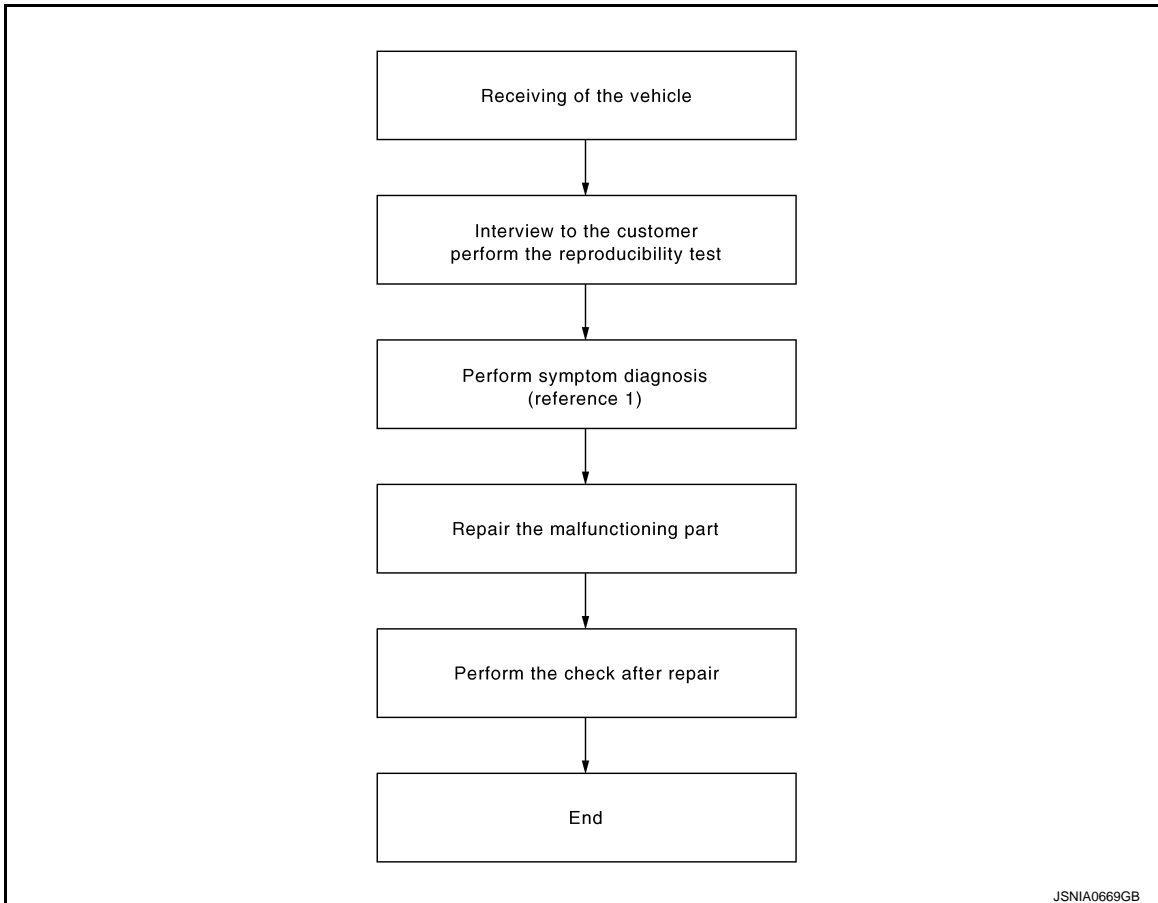 Receiving of the vehicle
Interview to the customer
perform the reproducibility test
Perform symptom diagnosis
(reference 1)
Repair the malfunctioning part
Perform the check after repair
End
JSNIA0669GB